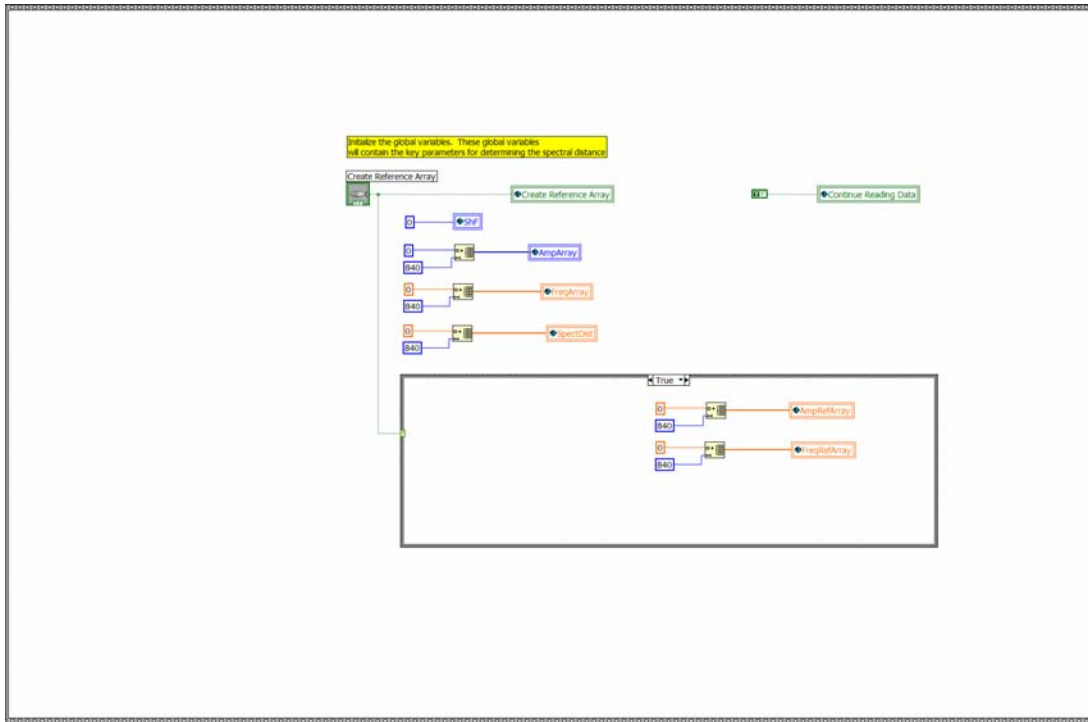 Initialize the global variables. These global variables
will contain the key parameters for determining the spectral distance
Create Reference Array
Create Reference Array
Continue Reading Data
0
ShF
0
AmpArray
840
0
FreqArray
840
0
SpectDist
840
True
0
AmpRefArray
840
0
FreqRefArray
840